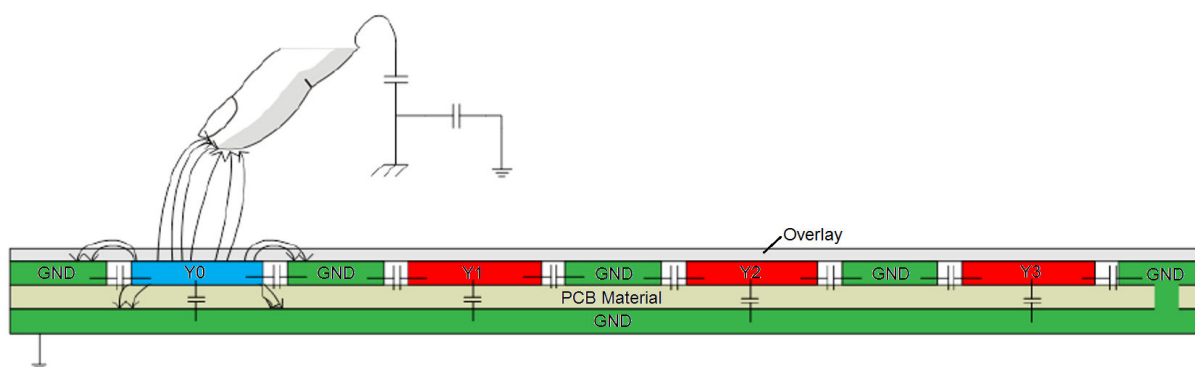 Overlay
GND Y0 GND Y1 GND Y2 GND Y3 GND
PCB Material
GND